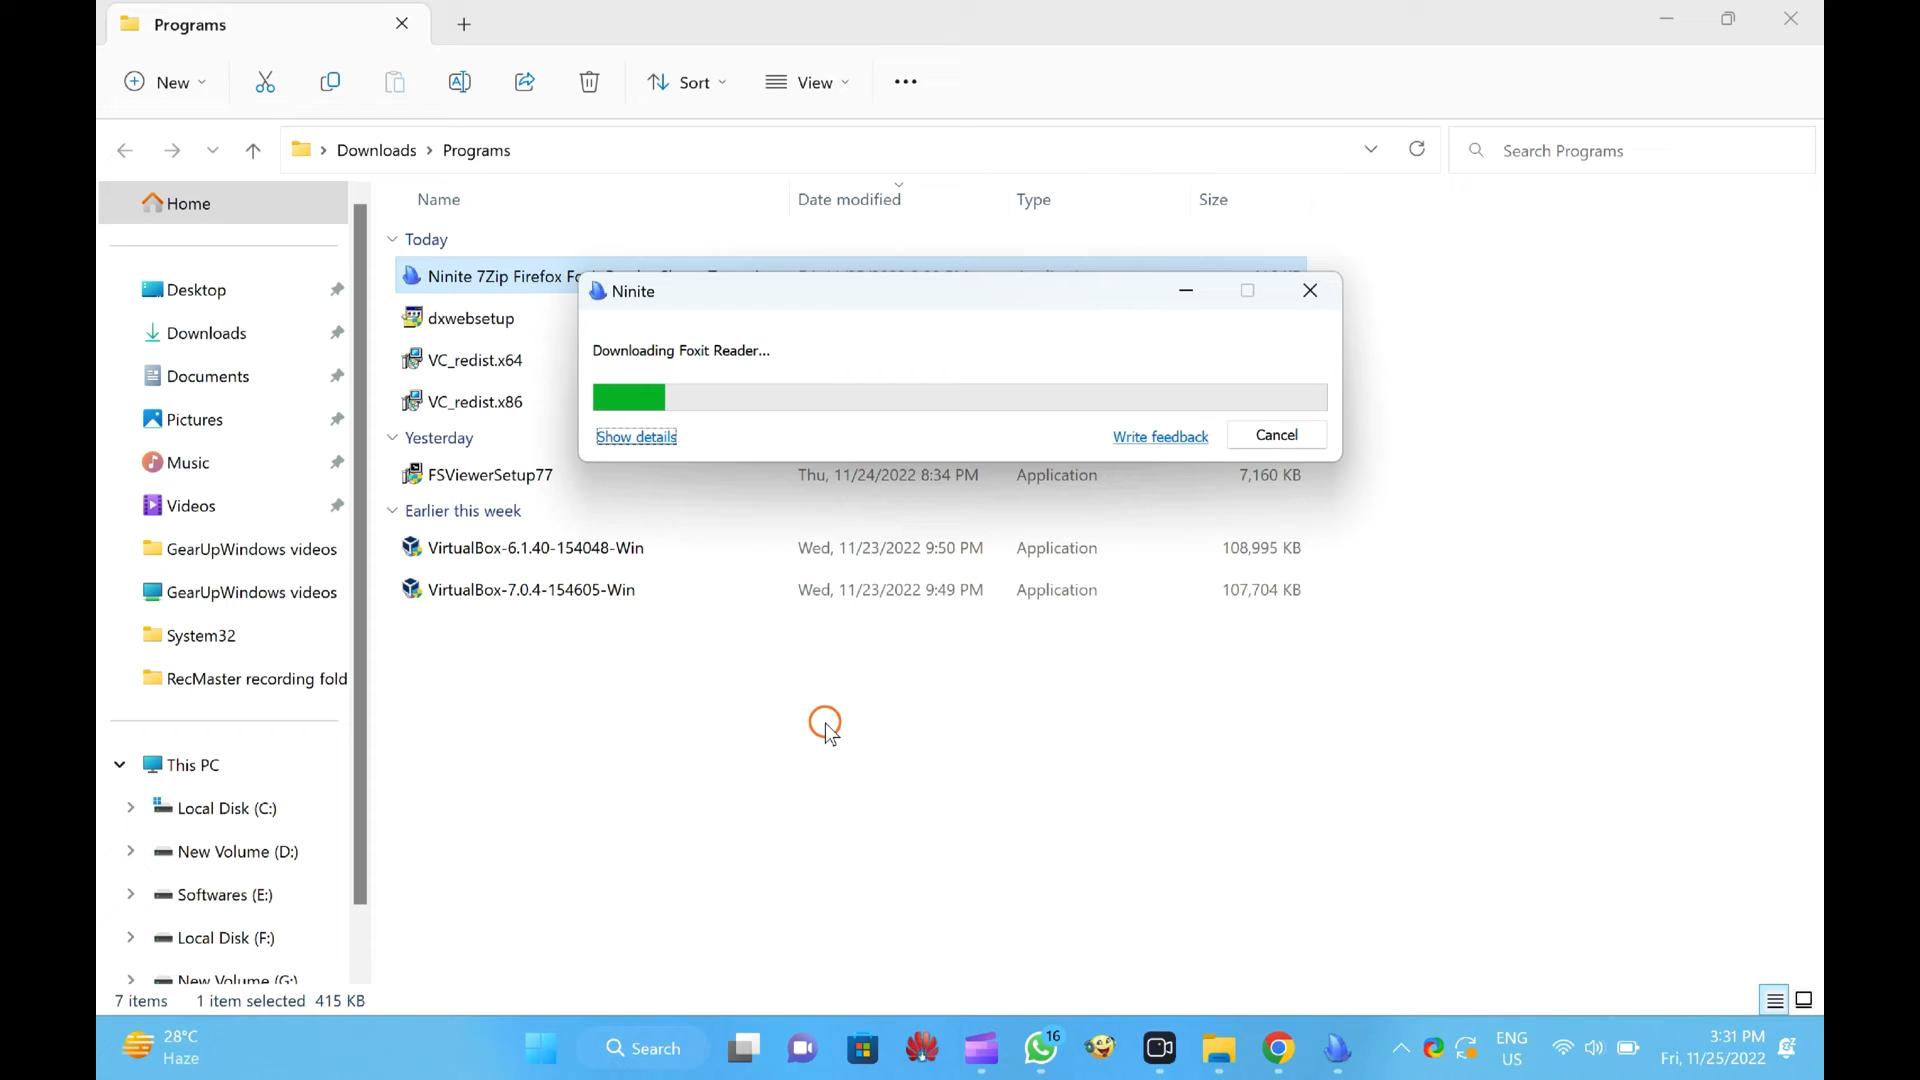 Programs
New
Sort
View
Downloads
Programs
Search Programs
Home
Desktop
Downloads
Documents
Pictures
Music
Videos
GearUpWindows videos
GearUpWindows videos
System32
RecMaster recording fold
This PC
Local Disk (C:)
New Volume (D:)
Softwares (E:)
Local Disk (F:)
New Volume (G:)
Name Date modified Type Size
Today
Ninite 7Zip Firefox
dxwebsetup
VC_redist.x64
VC_redist.x86
Yesterday
FSViewerSetup77 Thu, 11/24/2022 8:34 PM Application 7,160 KB
Earlier this week
VirtualBox-6.1.40-154048-Win Wed, 11/23/2022 9:50 PM Application 108,995 KB
VirtualBox-7.0.4-154605-Win Wed, 11/23/2022 9:49 PM Application 107,704 KB
Ninite
Downloading Foxit Reader...
Show details
Write feedback
Cancel
7 items 1 item selected 415 KB
28°C
Haze
Search
16
ENG
US
3:31 PM
Fri, 11/25/2022